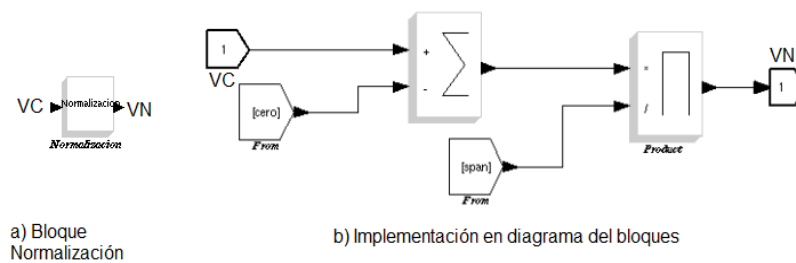 VC
Normalizacion
VN
Normalizacion
a) Bloque
Normalización
1
VC
[cero]
From
+
-
[span]
From
*
/
Product
VN
1
b) Implementación en diagrama del bloques